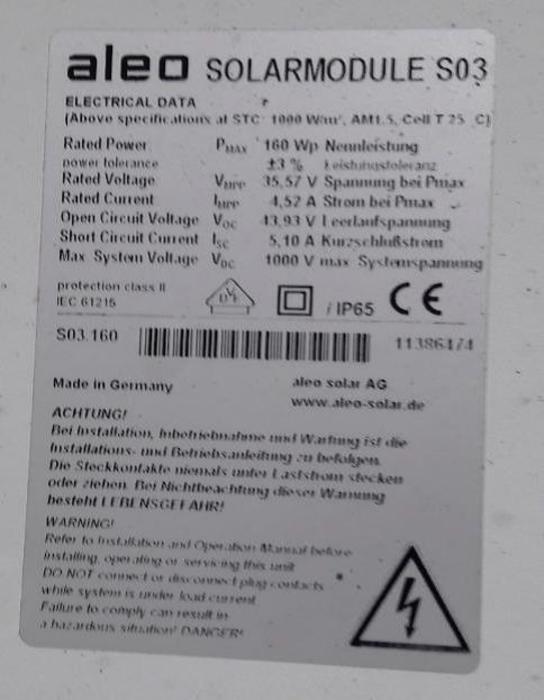 aleo SOLARMODULE S03
ELECTRICAL DATA
(Above specifications at STC: 1000 W/m², AM1.5, Cell T 25 C)
Rated Power PMAX 160 Wp Nennleistung
power tolerance ±3 % Leistungstoleranz
Rated Voltage VMPP 35,57 V Spannung bei Pmax
Rated Current IMPP 4,52 A Strom bei Pmax
Open Circuit Voltage VOC 43,93 V Leerlaufspannung
Short Circuit Current ISC 5,10 A Kurzschlußstrom
Max System Voltage VDC 1000 V max Systemspannung
protection class II
IEC 61215
DVE / IP65 CE
S03.160 11386474
Made in Germany aleo solar AG
www.aleo-solar.de
ACHTUNG!
Bei Installation, Inbetriebnahme und Wartung ist die
Installations- und Betriebsanleitung zu befolgen.
Die Steckkontakte niemals unter Laststrom stecken
oder ziehen. Bei Nichtbeachtung dieser Warnung
besteht LEBENSGEFAHR!
WARNING!
Refer to Installation and Operation Manual before
installing, operating or servicing this unit
DO NOT connect or disconnect plug contacts
while system is under load current
Failure to comply can result in
a hazardous situation! DANGER!